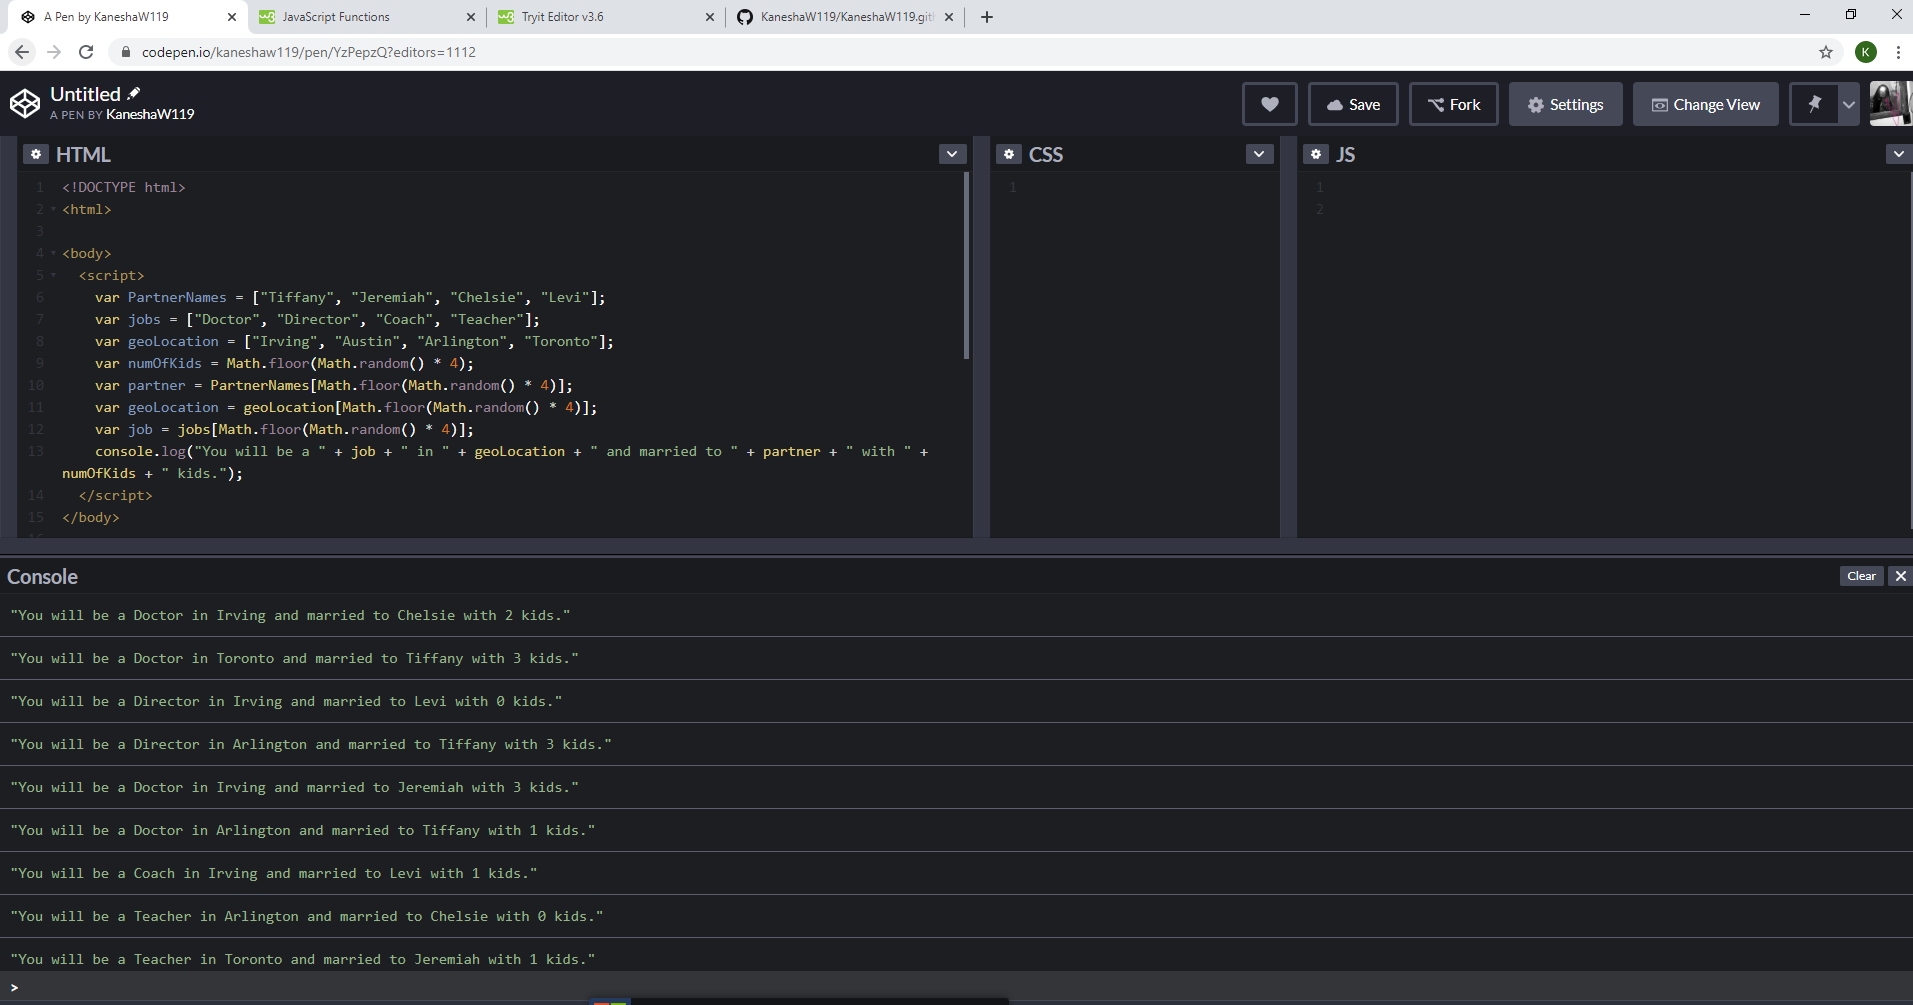 A Pen by KaneshaW119
JavaScript Functions
Tryit Editor v3.6
KaneshaW119/KaneshaW119.git
codepen.io/kaneshaw119/pen/YzPepzQ?editors=1112
K
Untitled
A PEN BY KaneshaW119
Save
Fork
Settings
Change View
HTML
1 <!DOCTYPE html>
2 <html>
3
4 <body>
5 <script>
6 var PartnerNames = ["Tiffany", "Jeremiah", "Chelsie", "Levi"];
7 var jobs = ["Doctor", "Director", "Coach", "Teacher"];
8 var geoLocation = ["Irving", "Austin", "Arlington", "Toronto"];
9 var numOfKids = Math.floor(Math.random() * 4);
10 var partner = PartnerNames[Math.floor(Math.random() * 4)];
11 var geoLocation = geoLocation[Math.floor(Math.random() * 4)];
12 var job = jobs[Math.floor(Math.random() * 4)];
13 console.log("You will be a " + job + " in " + geoLocation + " and married to " + partner + " with " +
numOfKids + " kids.");
14 </script>
15 </body>
CSS
1
JS
1
2
Console
Clear
"You will be a Doctor in Irving and married to Chelsie with 2 kids."
"You will be a Doctor in Toronto and married to Tiffany with 3 kids."
"You will be a Director in Irving and married to Levi with 0 kids."
"You will be a Director in Arlington and married to Tiffany with 3 kids."
"You will be a Doctor in Irving and married to Jeremiah with 3 kids."
"You will be a Doctor in Arlington and married to Tiffany with 1 kids."
"You will be a Coach in Irving and married to Levi with 1 kids."
"You will be a Teacher in Arlington and married to Chelsie with 0 kids."
"You will be a Teacher in Toronto and married to Jeremiah with 1 kids."
>